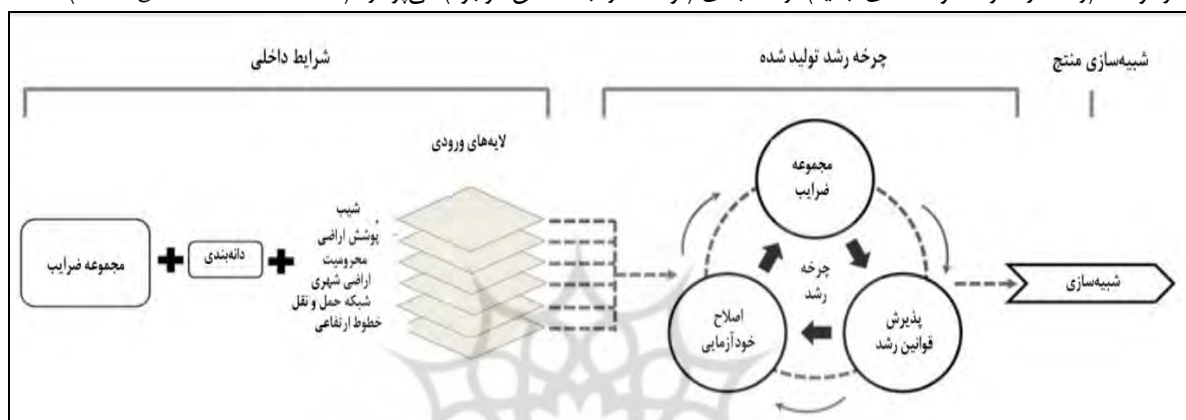 شرایط داخلی
چرخه رشد تولید شده
شبیه‌سازی منتج
لایه‌های ورودی
شیب
پوشش اراضی
محرومیت
اراضی شهری
شبکه حمل و نقل
خطوط ارتفاعی
دانه‌بندی
مجموعه ضرایب
مجموعه
ضرایب
چرخه
رشد
اصلاح
خودآزمایی
پذیرش
قوانین رشد
شبیه‌سازی